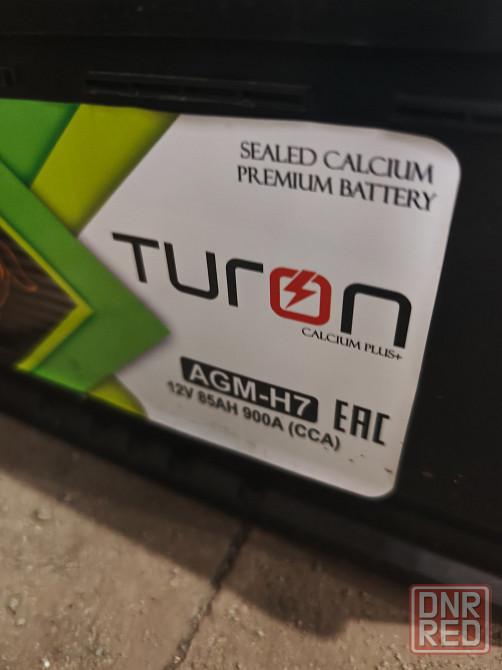 SEALED CALCIUM
PREMIUM BATTERY
TURON
CALCIUM PLUS+
AGM-H7
12V 85AH 900A (CCA)
EAC
DNR
RED